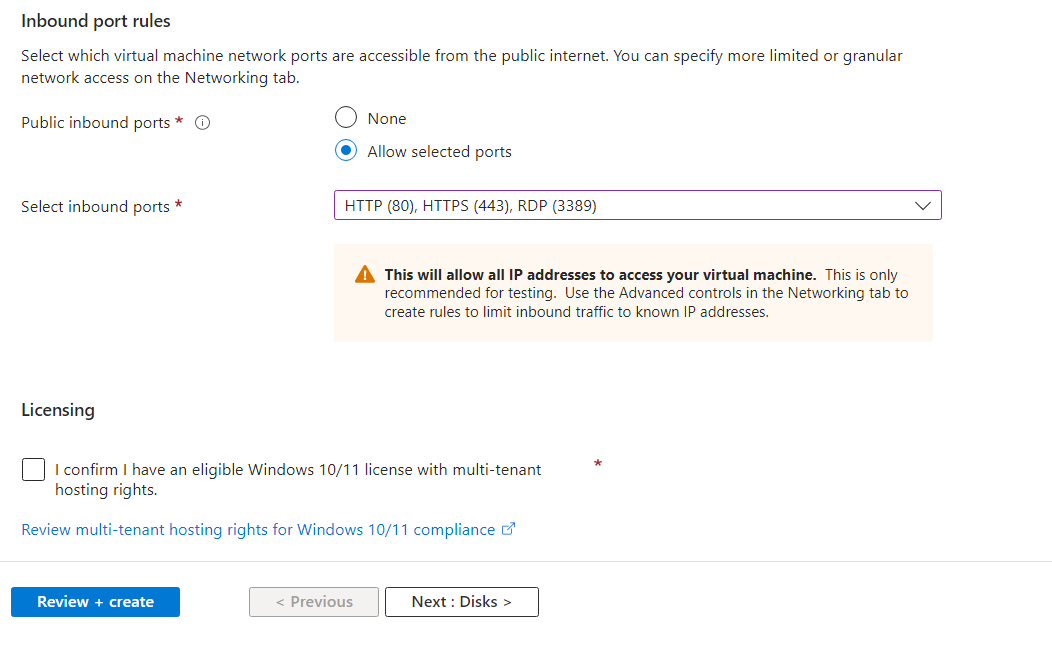 Inbound port rules
Select which virtual machine network ports are accessible from the public internet. You can specify more limited or granular
network access on the Networking tab.
Public inbound ports *
None
Allow selected ports
Select inbound ports *
HTTP (80), HTTPS (443), RDP (3389)
This will allow all IP addresses to access your virtual machine. This is only
recommended for testing. Use the Advanced controls in the Networking tab to
create rules to limit inbound traffic to known IP addresses.
Licensing
I confirm I have an eligible Windows 10/11 license with multi-tenant *
hosting rights.
Review multi-tenant hosting rights for Windows 10/11 compliance
Review + create
< Previous
Next : Disks >